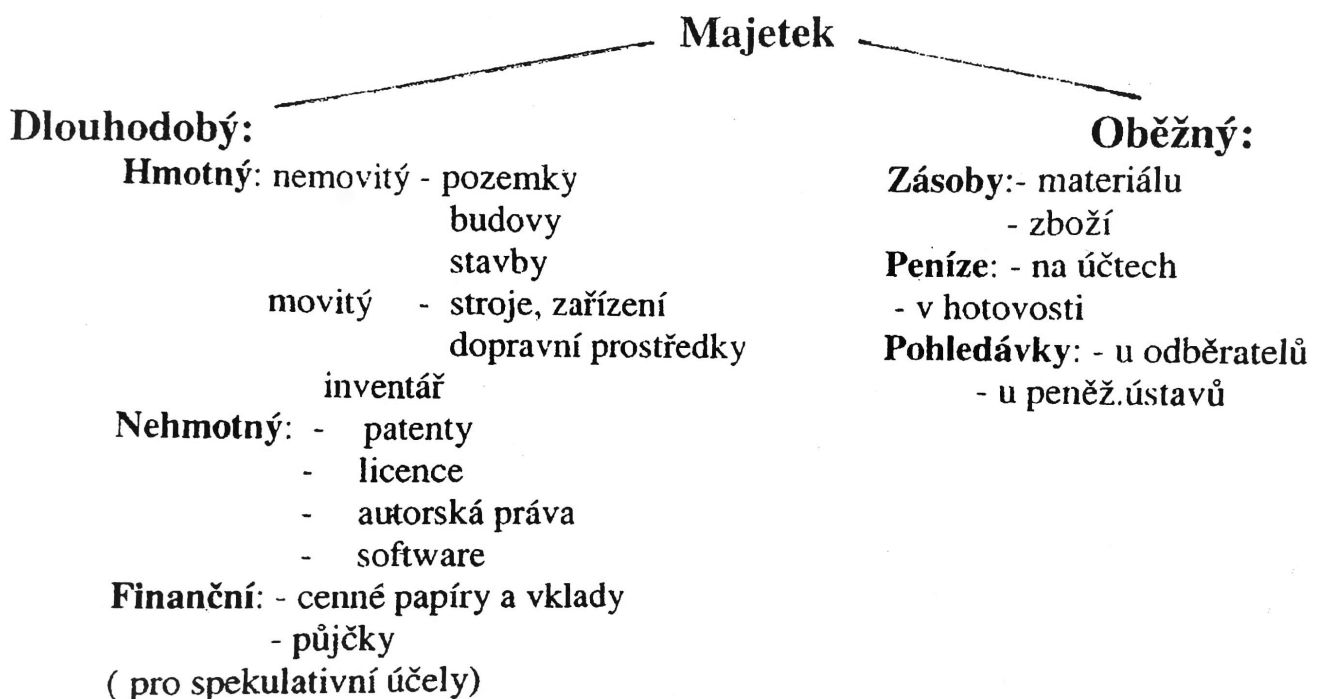 Majetek
Dlouhodobý:
Hmotný: nemovitý - pozemky
budovy
stavby
movitý - stroje, zařízení
dopravní prostředky
inventář
Nehmotný: - patenty
- licence
- autorská práva
- software
Finanční: - cenné papíry a vklady
- půjčky
( pro spekulativní účely)
Oběžný:
Zásoby:- materiálu
- zboží
Peníze: - na účtech
- v hotovosti
Pohledávky: - u odběratelů
- u peněž.ústavů